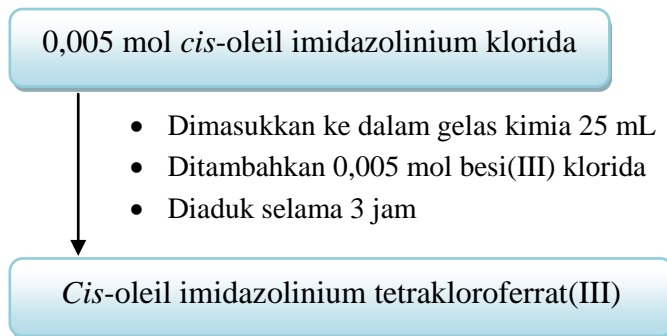 0,005 mol cis-oleil imidazolinium klorida
• Dimasukkan ke dalam gelas kimia 25 mL
• Ditambahkan 0,005 mol besi(III) klorida
• Diaduk selama 3 jam
Cis-oleil imidazolinium tetrakloroferrat(III)